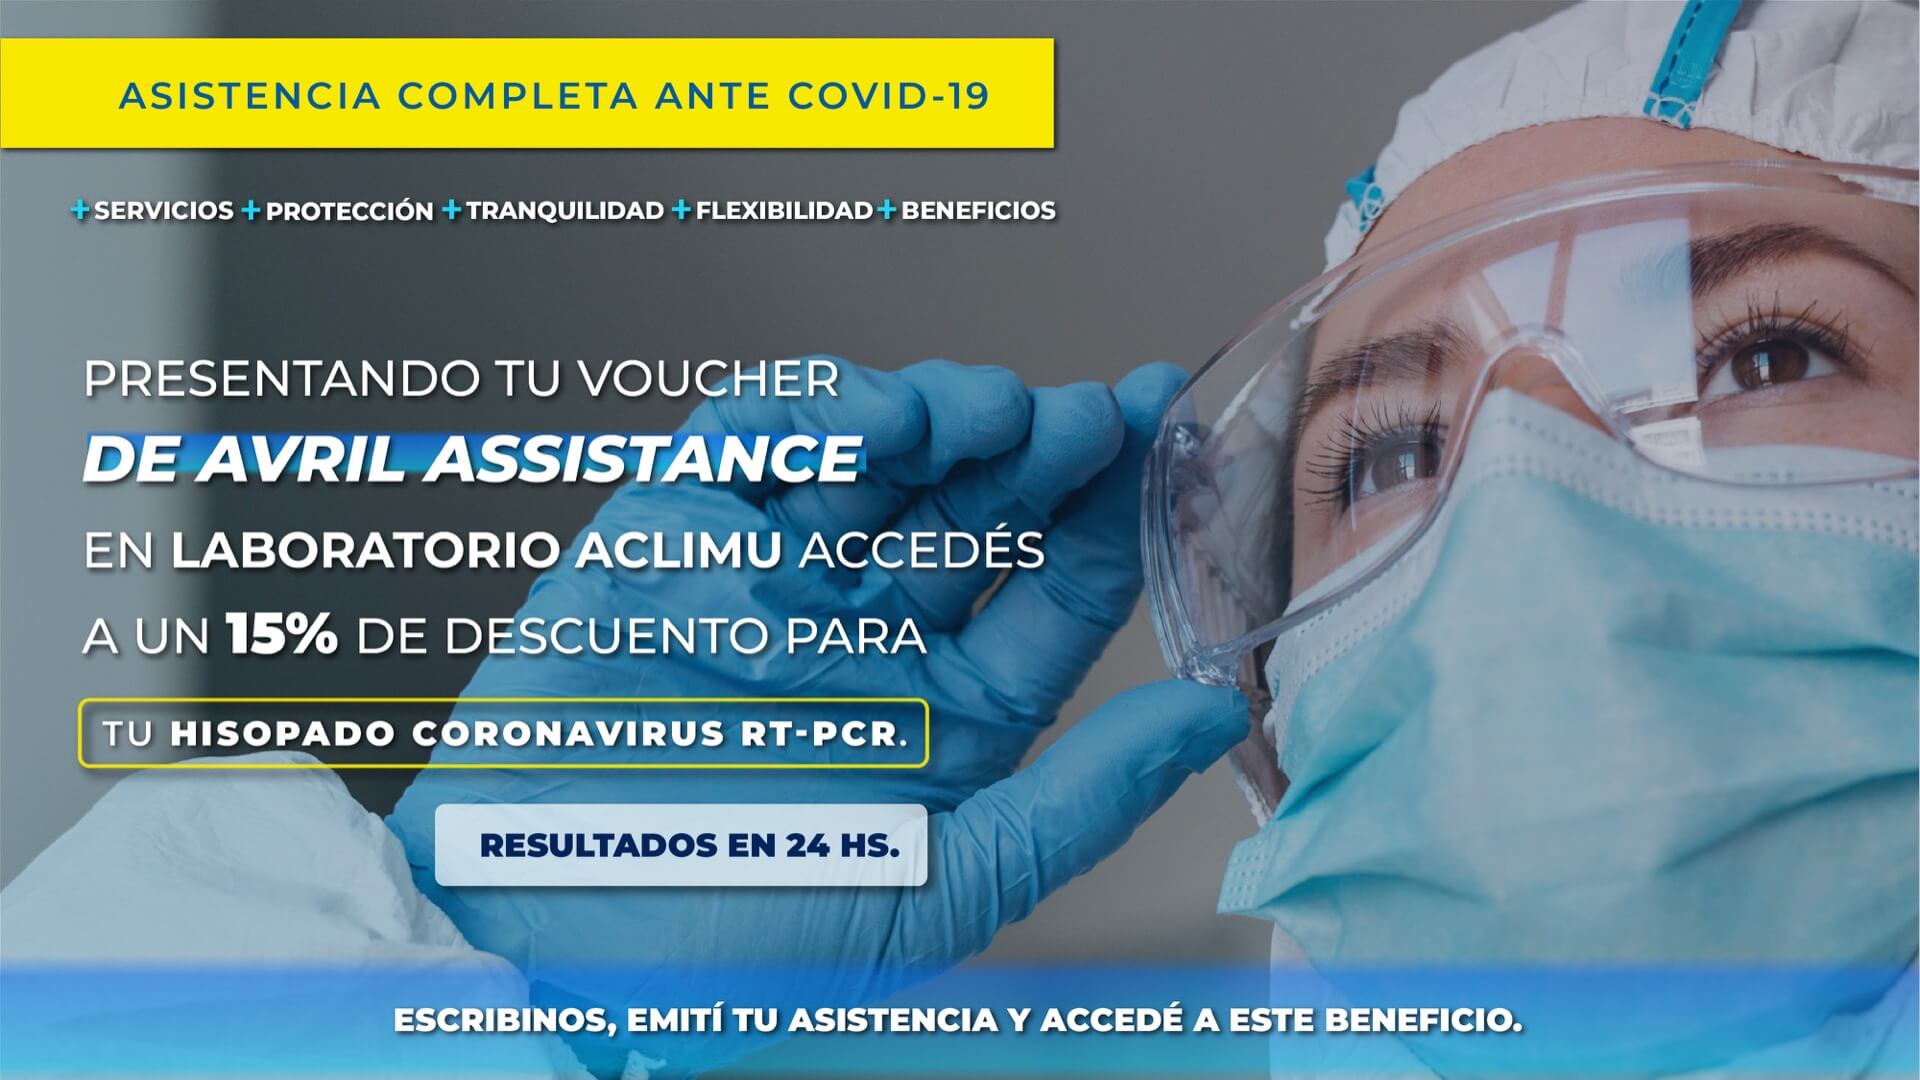 ASISTENCIA COMPLETA ANTE COVID-19
+SERVICIOS +PROTECCIÓN +TRANQUILIDAD +FLEXIBILIDAD +BENEFICIOS
PRESENTANDO TU VOUCHER
DE AVRIL ASSISTANCE
EN LABORATORIO ACLIMU ACCEDÉS
A UN 15% DE DESCUENTO PARA
TU HISOPADO CORONAVIRUS RT-PCR.
RESULTADOS EN 24 HS.
ESCRIBINOS, EMITÍ TU ASISTENCIA Y ACCEDÉ A ESTE BENEFICIO.